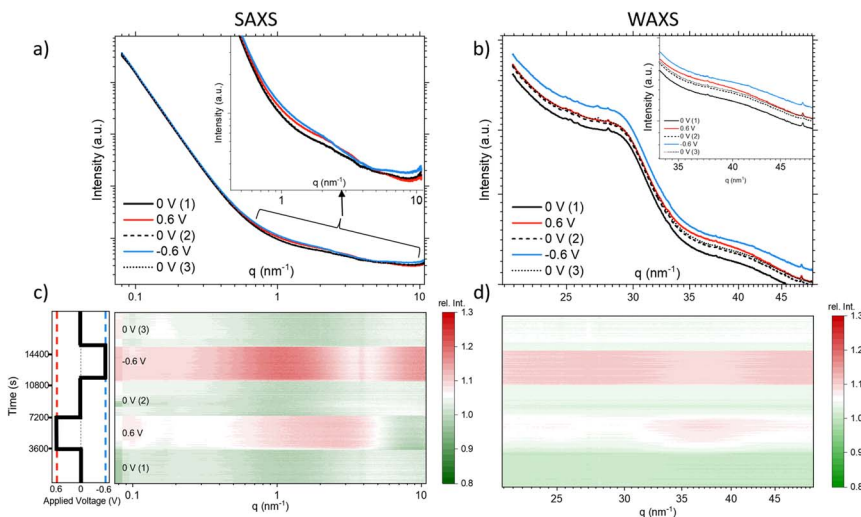 SAXS
WAXS
a)
Intensity (a.u.)
Intensity (a.u.)
1
10
q (nm⁻¹)
0 V (1)
0.6 V
0 V (2)
-0.6 V
0 V (3)
0.1
1
10
q (nm⁻¹)
b)
Intensity (a.u.)
Intensity (a.u.)
0 V (1)
0.6 V
0 V (2)
-0.6 V
0 V (3)
35
40
45
q (nm⁻¹)
0 V (1)
0.6 V
0 V (2)
-0.6 V
0 V (3)
25
30
35
40
45
q (nm⁻¹)
c)
Time (s)
14400
10800
7200
3600
0.6
0
-0.6
Applied Voltage (V)
0 V (3)
-0.6 V
0 V (2)
0.6 V
0 V (1)
0.1
1
10
q (nm⁻¹)
rel. Int.
1.3
1.2
1.1
1.0
0.9
0.8
d)
25
30
35
40
45
q (nm⁻¹)
rel. Int.
1.3
1.2
1.1
1.0
0.9
0.8